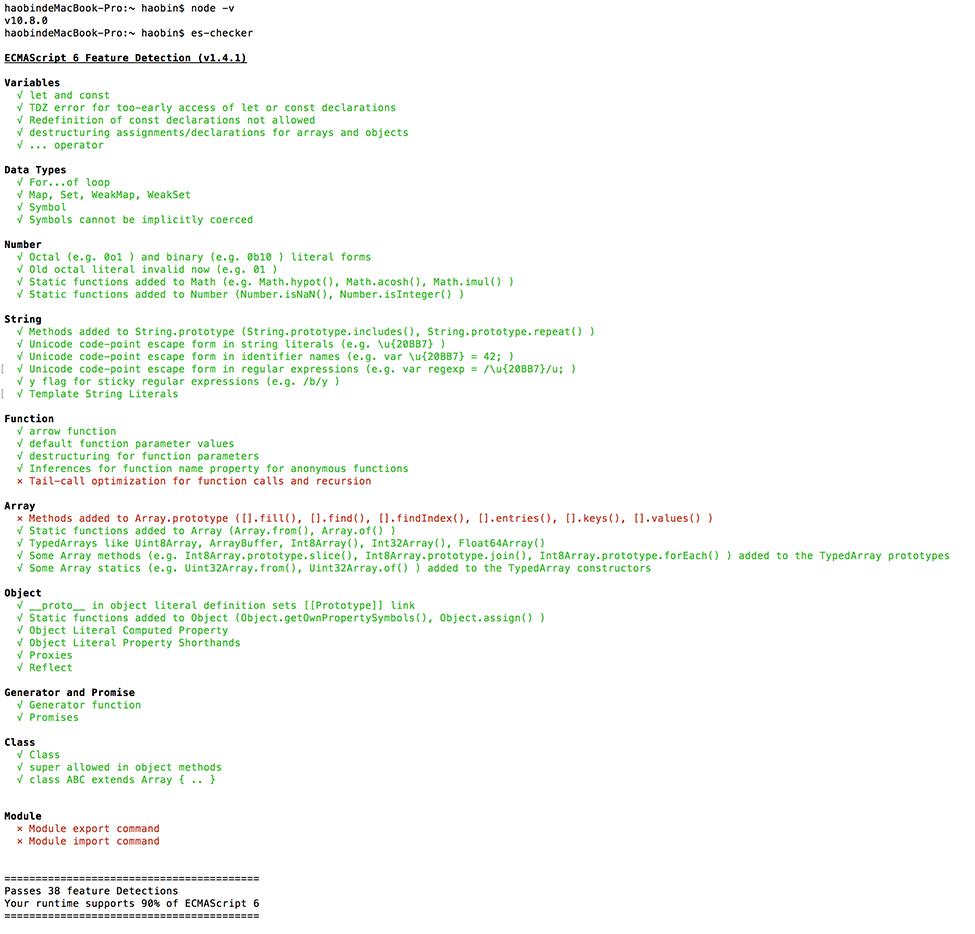 haobindeMacBook-Pro:~ haobin$ node -v
v10.8.0
haobindeMacBook-Pro:~ haobin$ es-checker
ECMAScript 6 Feature Detection (v1.4.1)
Variables
√ let and const
√ TDZ error for too-early access of let or const declarations
√ Redefinition of const declarations not allowed
√ destructuring assignments/declarations for arrays and objects
√ ... operator
Data Types
√ For...of loop
√ Map, Set, WeakMap, WeakSet
√ Symbol
√ Symbols cannot be implicitly coerced
Number
√ Octal (e.g. 0o1 ) and binary (e.g. 0b10 ) literal forms
√ Old octal literal invalid now (e.g. 01 )
√ Static functions added to Math (e.g. Math.hypot(), Math.acosh(), Math.imul() )
√ Static functions added to Number (Number.isNaN(), Number.isInteger() )
String
√ Methods added to String.prototype (String.prototype.includes(), String.prototype.repeat() )
√ Unicode code-point escape form in string literals (e.g. \u{20BB7} )
√ Unicode code-point escape form in identifier names (e.g. var \u{20BB7} = 42; )
[ √ Unicode code-point escape form in regular expressions (e.g. var regexp = /\u{20BB7}/u; )
√ y flag for sticky regular expressions (e.g. /b/y )
[ √ Template String Literals
Function
√ arrow function
√ default function parameter values
√ destructuring for function parameters
√ Inferences for function name property for anonymous functions
× Tail-call optimization for function calls and recursion
Array
× Methods added to Array.prototype ([].fill(), [].find(), [].findIndex(), [].entries(), [].keys(), [].values() )
√ Static functions added to Array (Array.from(), Array.of() )
√ TypedArrays like Uint8Array, ArrayBuffer, Int8Array(), Int32Array(), Float64Array()
√ Some Array methods (e.g. Int8Array.prototype.slice(), Int8Array.prototype.join(), Int8Array.prototype.forEach() ) added to the TypedArray prototypes
√ Some Array statics (e.g. Uint32Array.from(), Uint32Array.of() ) added to the TypedArray constructors
Object
√ __proto__ in object literal definition sets [[Prototype]] link
√ Static functions added to Object (Object.getOwnPropertySymbols(), Object.assign() )
√ Object Literal Computed Property
√ Object Literal Property Shorthands
√ Proxies
√ Reflect
Generator and Promise
√ Generator function
√ Promises
Class
√ Class
√ super allowed in object methods
√ class ABC extends Array { .. }
Module
× Module export command
× Module import command
=========================================
Passes 38 feature Detections
Your runtime supports 90% of ECMAScript 6
=========================================